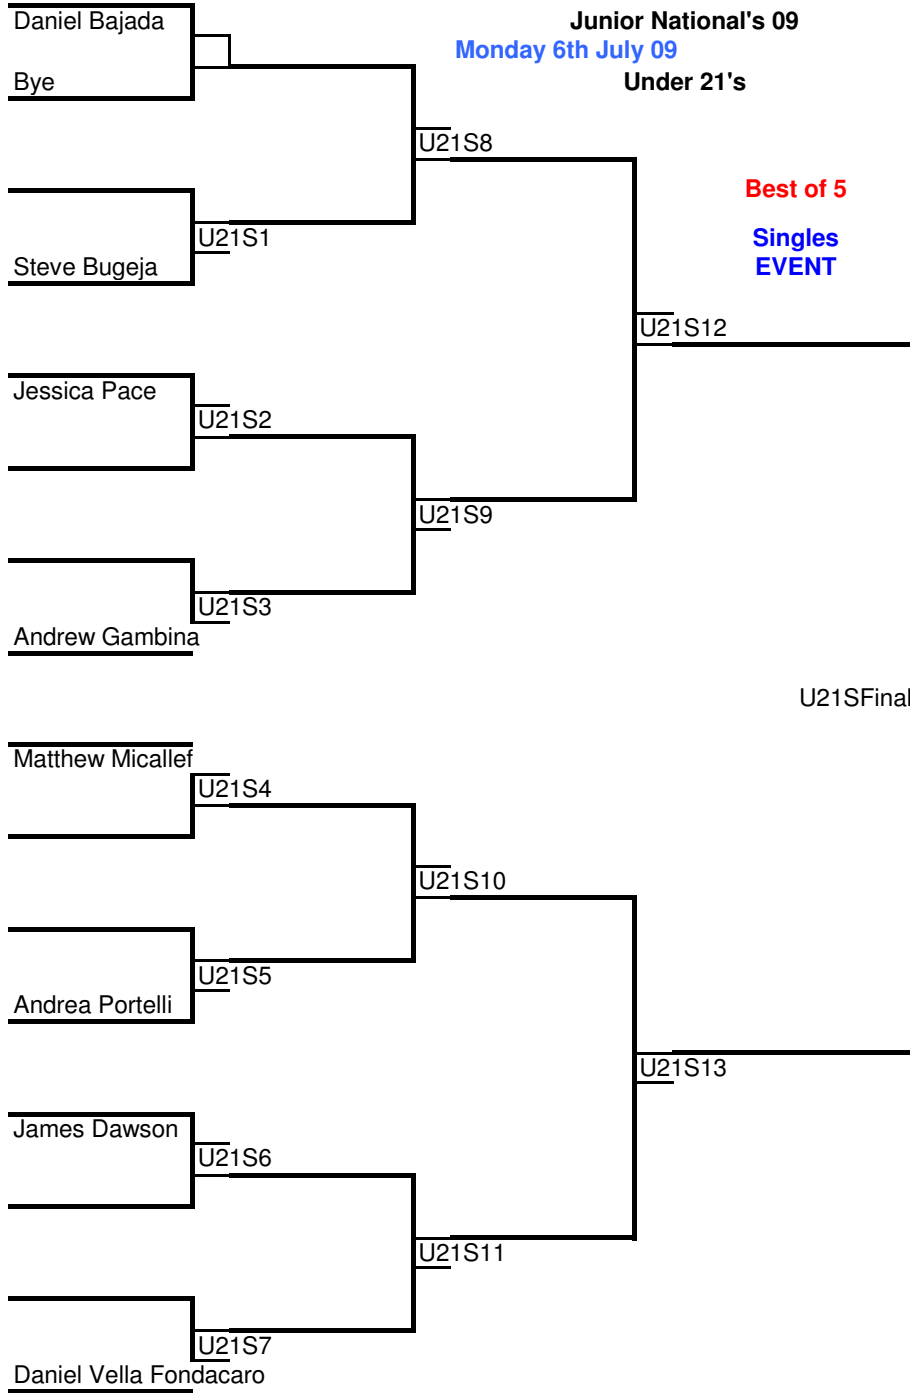 Daniel Bajada
Junior National's 09
Monday 6th July 09
Bye
Under 21's
U21S8
Best of 5
U21S1
Singles
EVENT
Steve Bugeja
U21S12
Jessica Pace
U21S2
U21S9
U21S3
Andrew Gambina
U21SFinal
Matthew Micallef
U21S4
U21S10
U21S5
Andrea Portelli
U21S13
James Dawson
U21S6
U21S11
U21S7
Daniel Vella Fondacaro